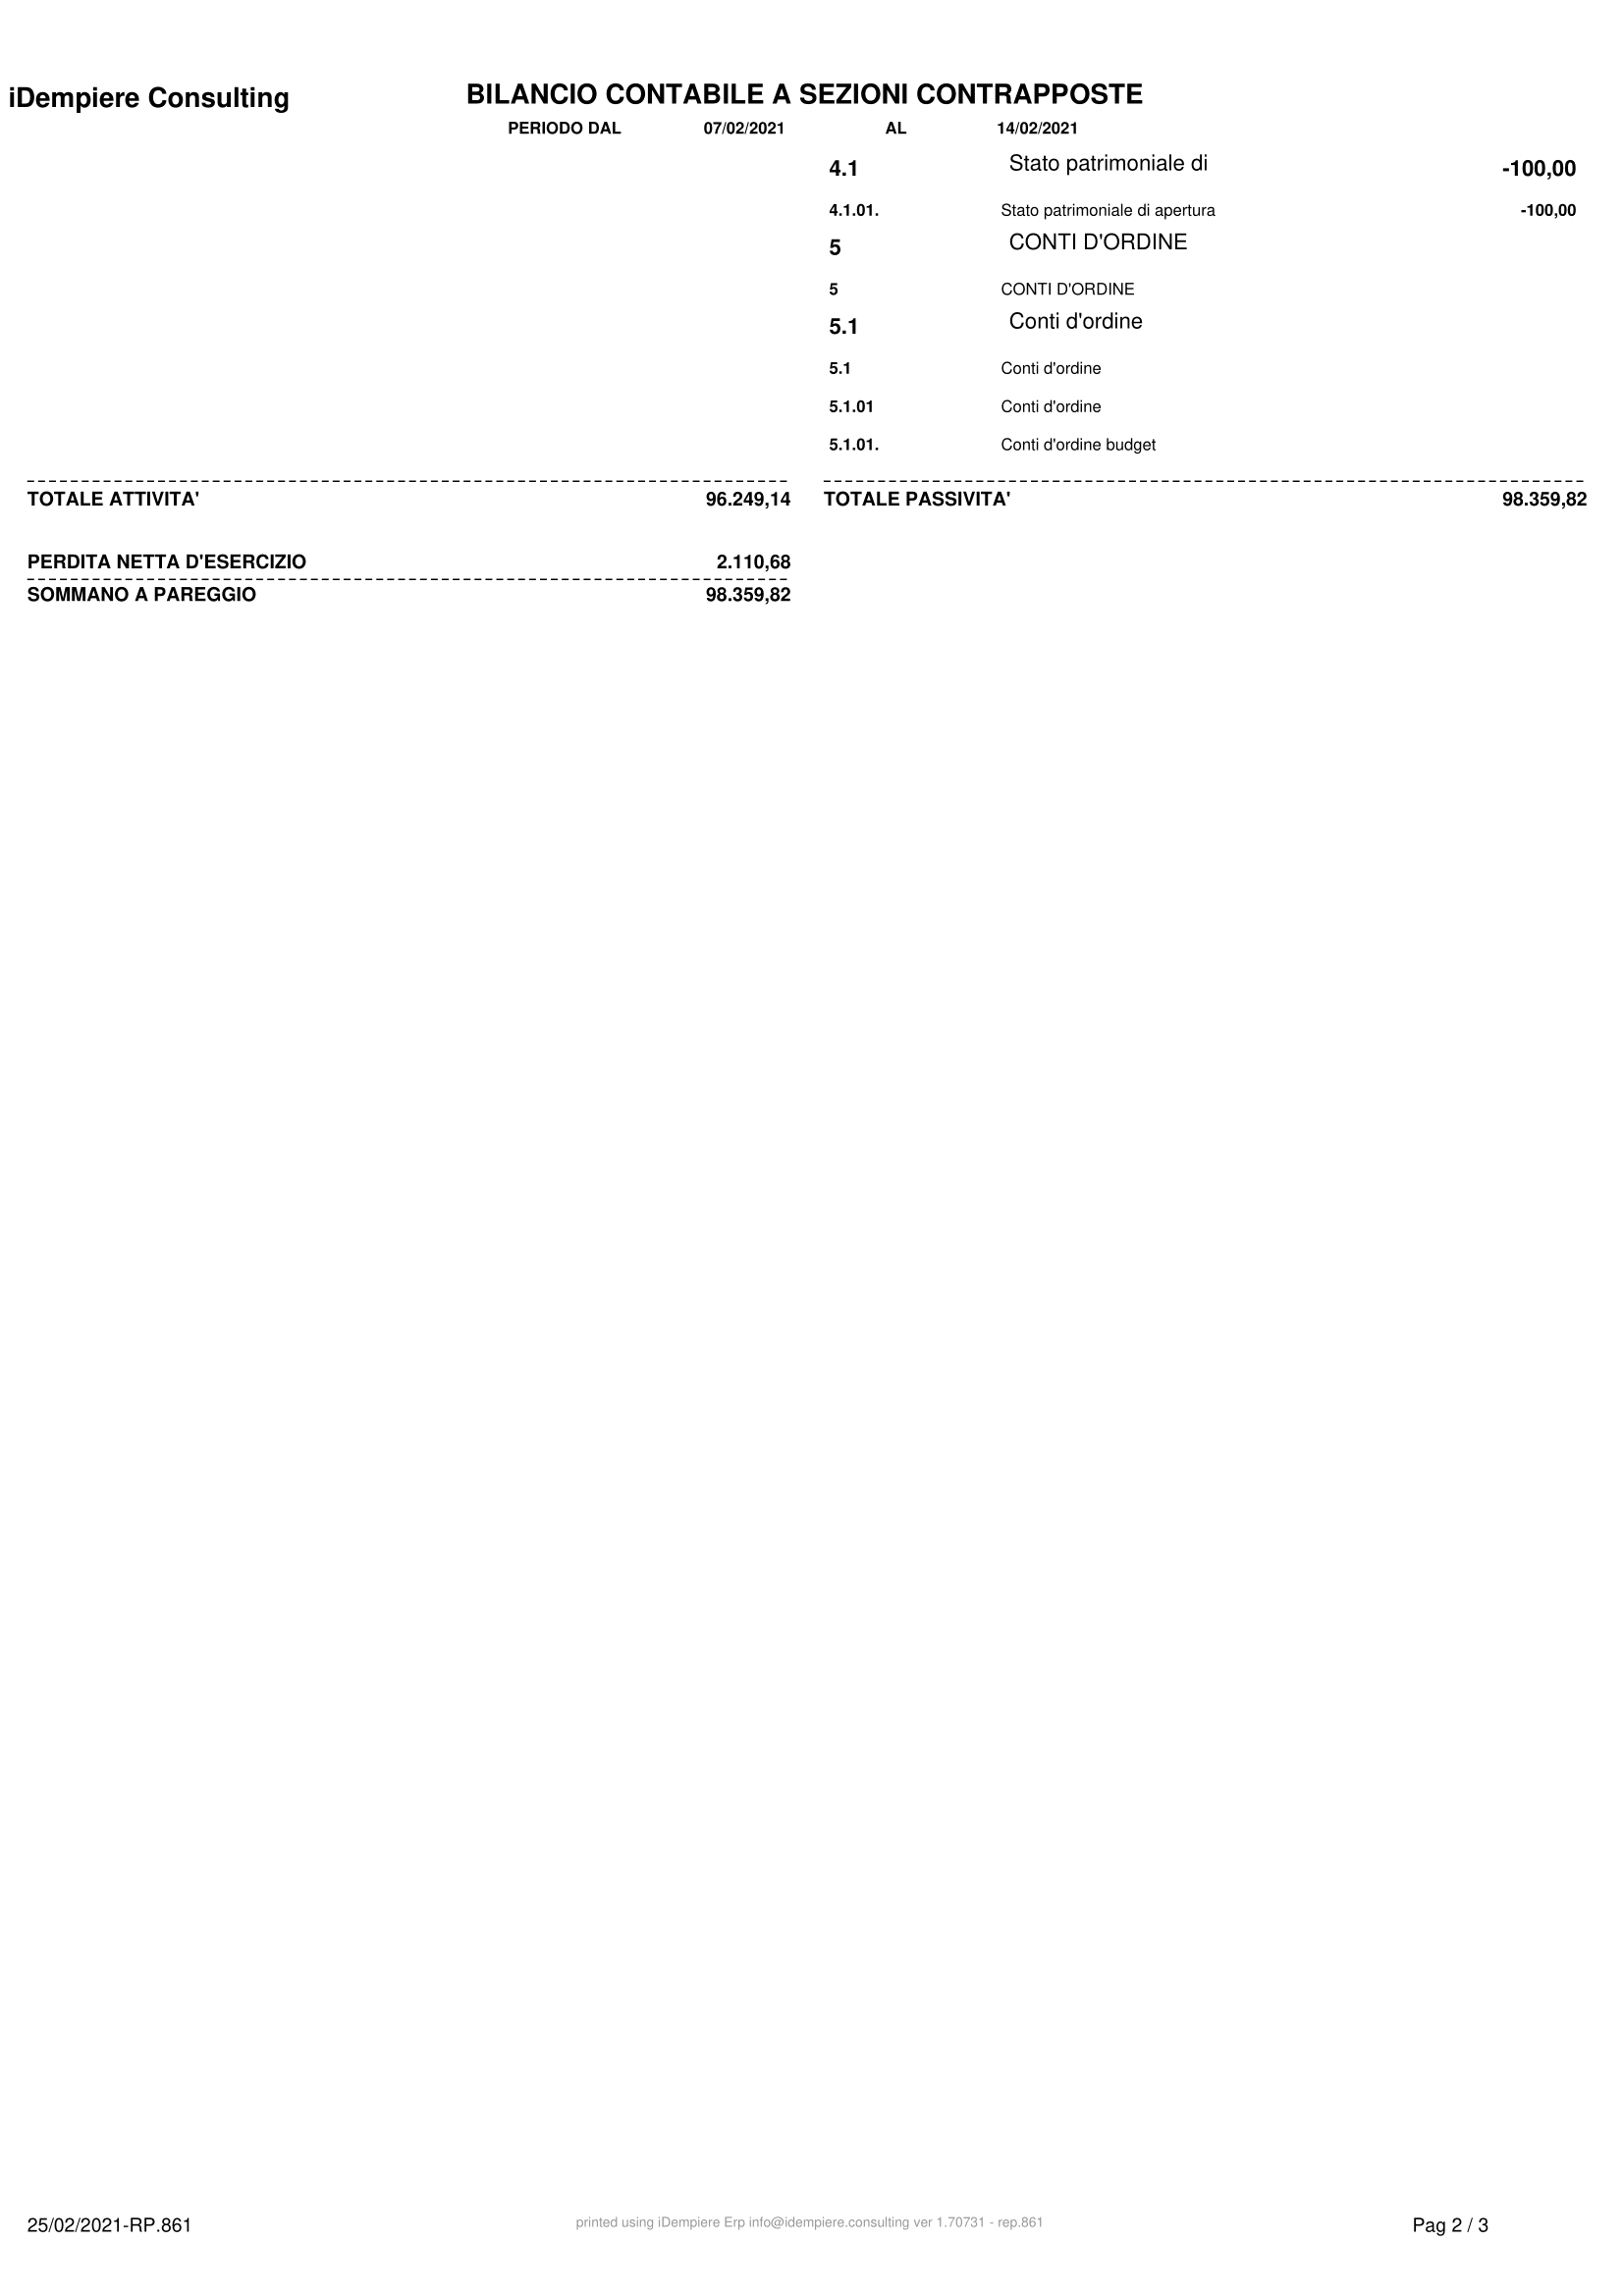 iDempiere Consulting
BILANCIO CONTABILE A SEZIONI CONTRAPPOSTE
PERIODO DAL 07/02/2021 AL 14/02/2021
4.1 Stato patrimoniale di -100,00
4.1.01. Stato patrimoniale di apertura -100,00
5 CONTI D'ORDINE
5 CONTI D'ORDINE
5.1 Conti d'ordine
5.1 Conti d'ordine
5.1.01 Conti d'ordine
5.1.01. Conti d'ordine budget
TOTALE ATTIVITA' 96.249,14 TOTALE PASSIVITA' 98.359,82
PERDITA NETTA D'ESERCIZIO 2.110,68
SOMMANO A PAREGGIO 98.359,82
25/02/2021-RP.861 printed using iDempiere Erp info@idempiere.consulting ver 1.70731 - rep.861 Pag 2 / 3